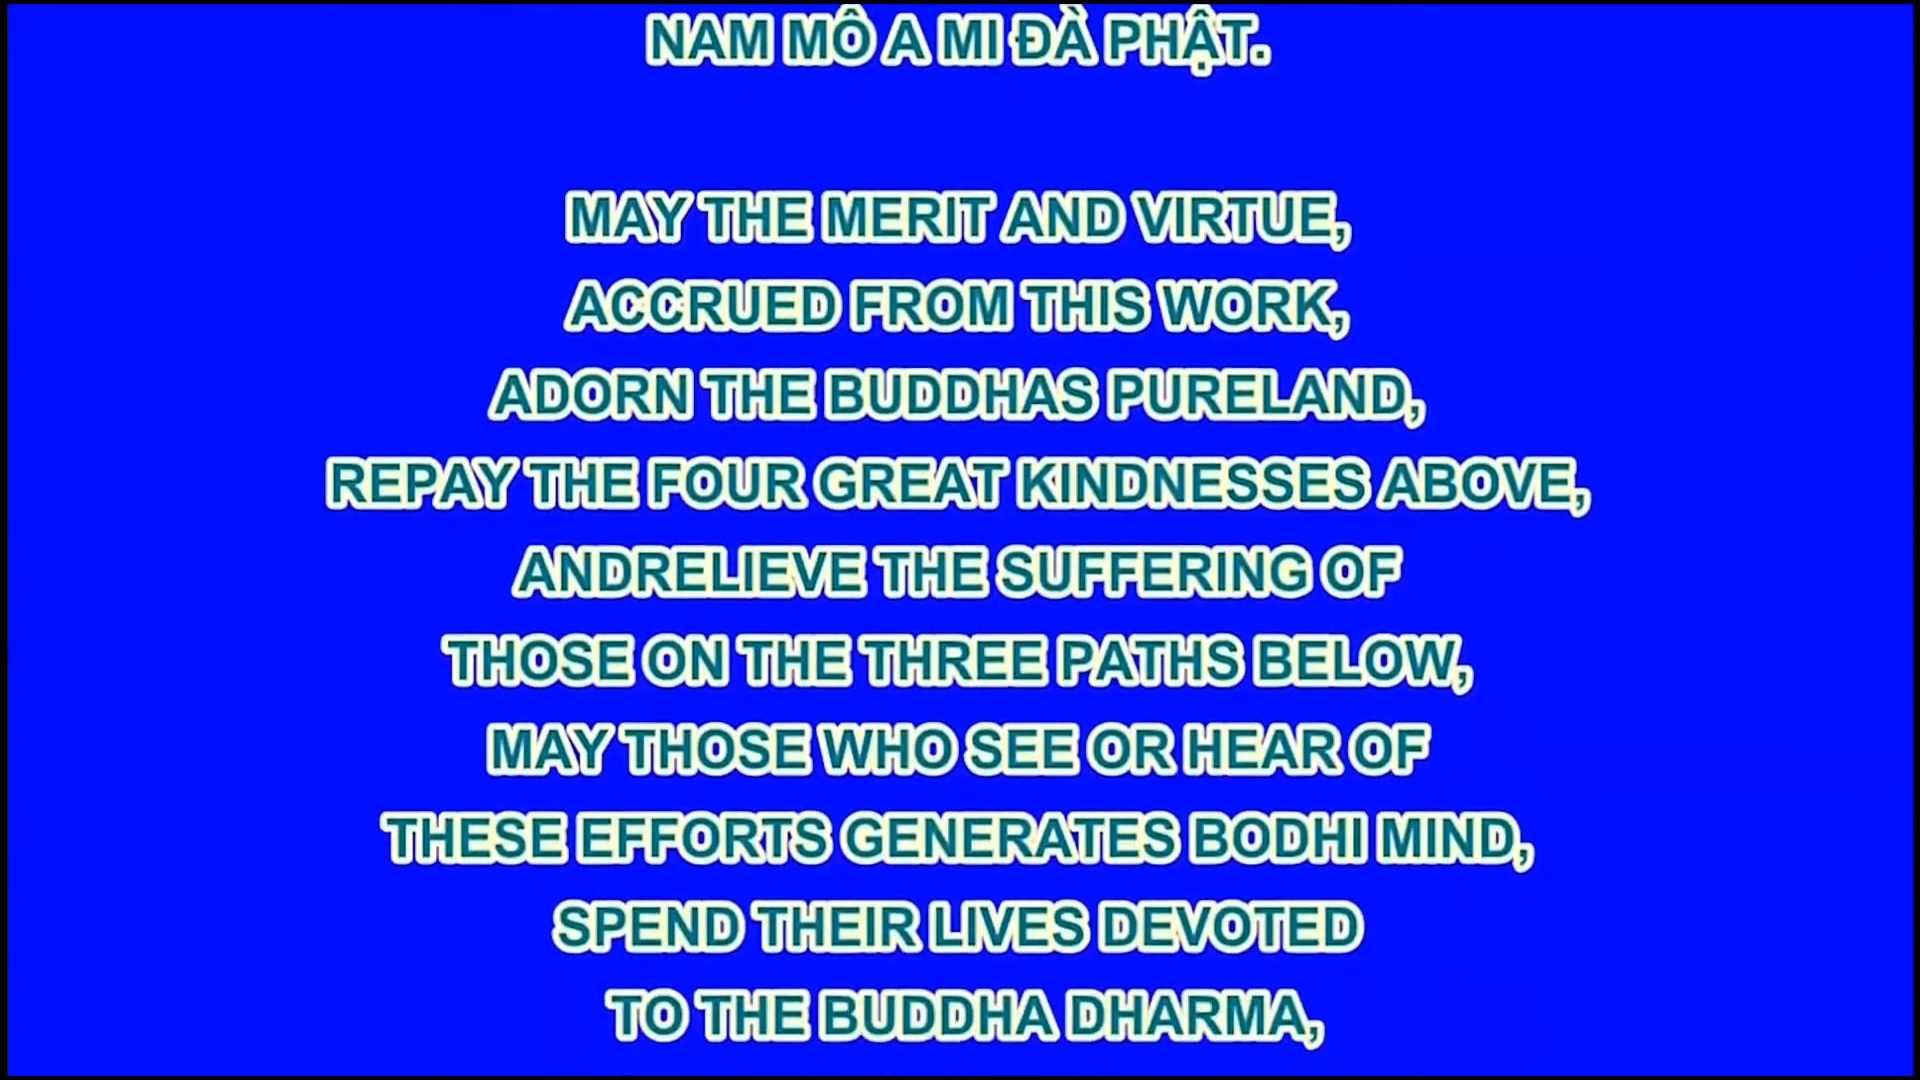 NAM MÔ A MI ĐÀ PHẬT.
MAY THE MERIT AND VIRTUE,
ACCRUED FROM THIS WORK,
ADORN THE BUDDHAS PURELAND,
REPAY THE FOUR GREAT KINDNESSES ABOVE,
ANDRELIEVE THE SUFFERING OF
THOSE ON THE THREE PATHS BELOW,
MAY THOSE WHO SEE OR HEAR OF
THESE EFFORTS GENERATES BODHI MIND,
SPEND THEIR LIVES DEVOTED
TO THE BUDDHA DHARMA,